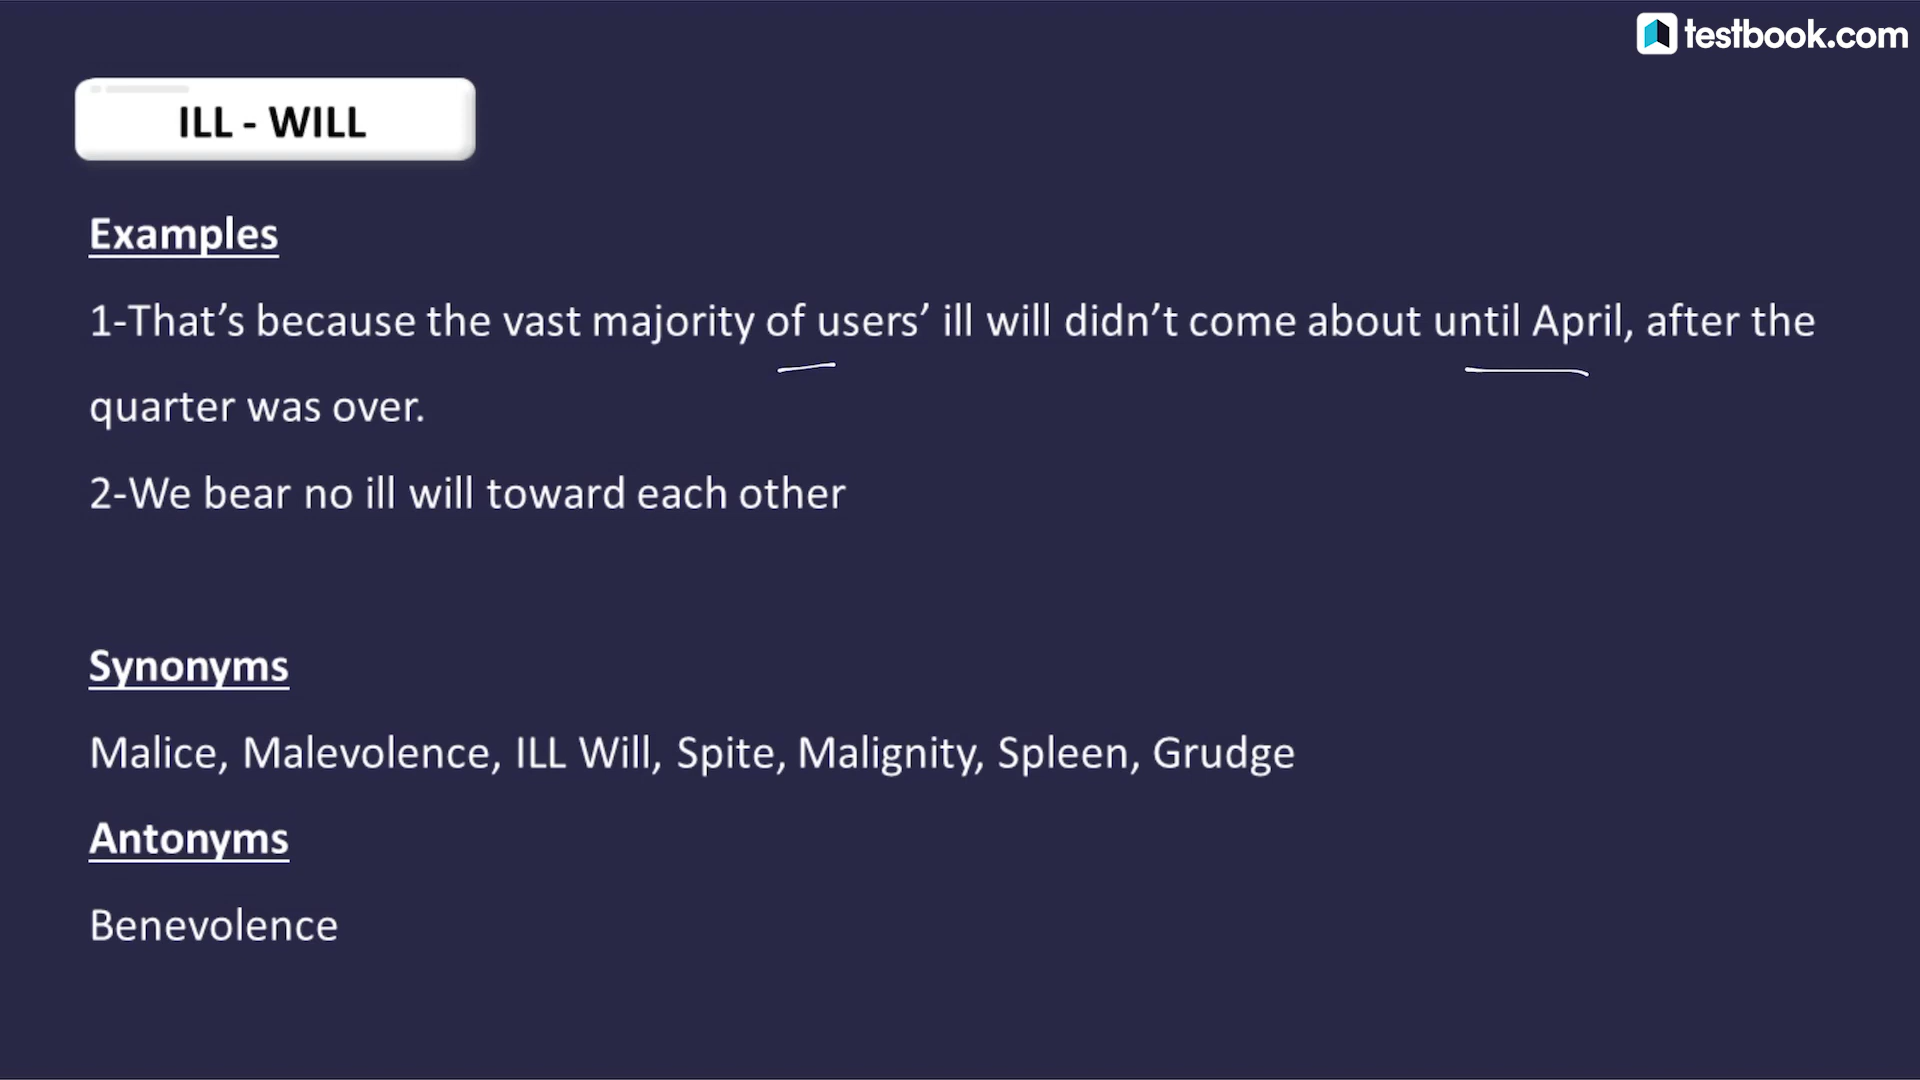 testbook.com
ILL - WILL
Examples
1-That’s because the vast majority of users’ ill will didn’t come about until April, after the
quarter was over.
2-We bear no ill will toward each other
Synonyms
Malice, Malevolence, ILL Will, Spite, Malignity, Spleen, Grudge
Antonyms
Benevolence